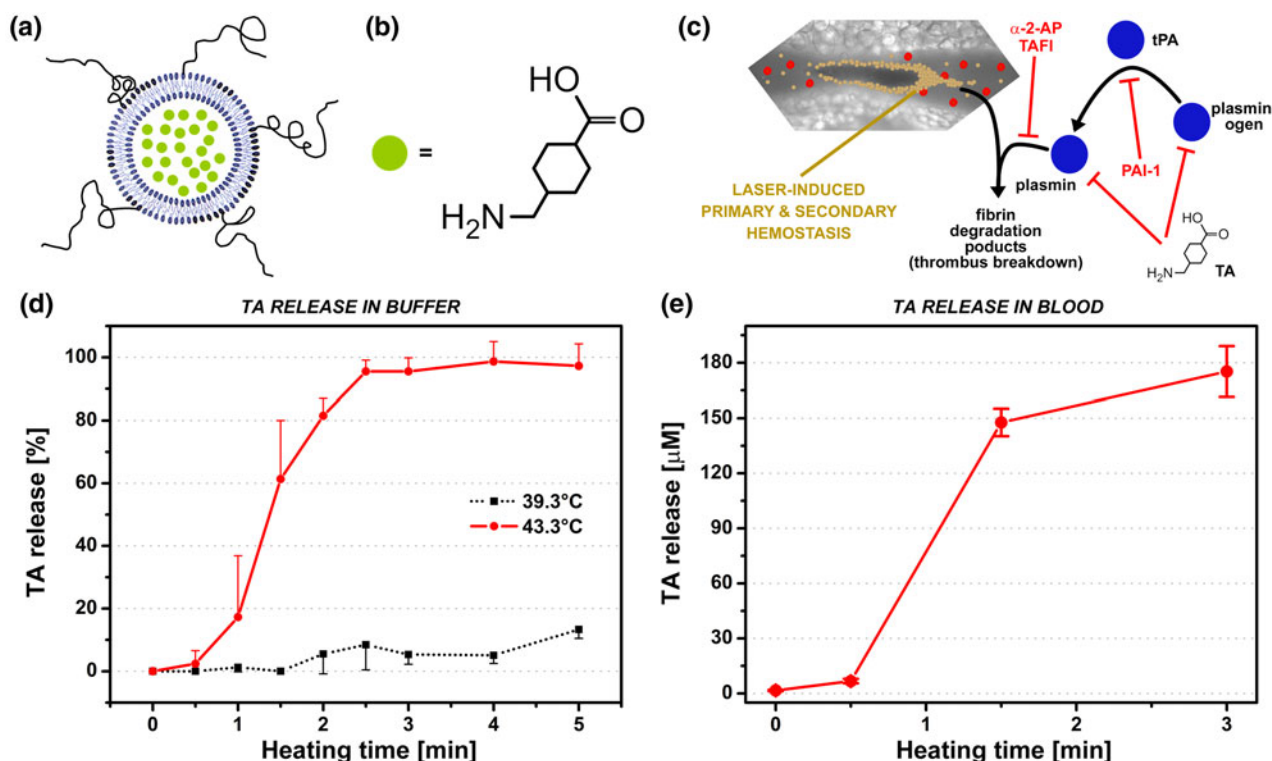 (a)
(b)
=
HO
O
H₂N
(c)
α-2-AP
TAFI
tPA
plasmin
ogen
PAI-1
plasmin
LASER-INDUCED
PRIMARY & SECONDARY
HEMOSTASIS
fibrin
degradation
poducts
(thrombus breakdown)
HO
O
H₂N
TA
(d)
TA RELEASE IN BUFFER
TA release [%]
100
80
60
40
20
0
39.3°C
43.3°C
0
1
2
3
4
5
Heating time [min]
(e)
TA RELEASE IN BLOOD
TA release [μM]
180
150
120
90
60
30
0
0
1
2
3
Heating time [min]